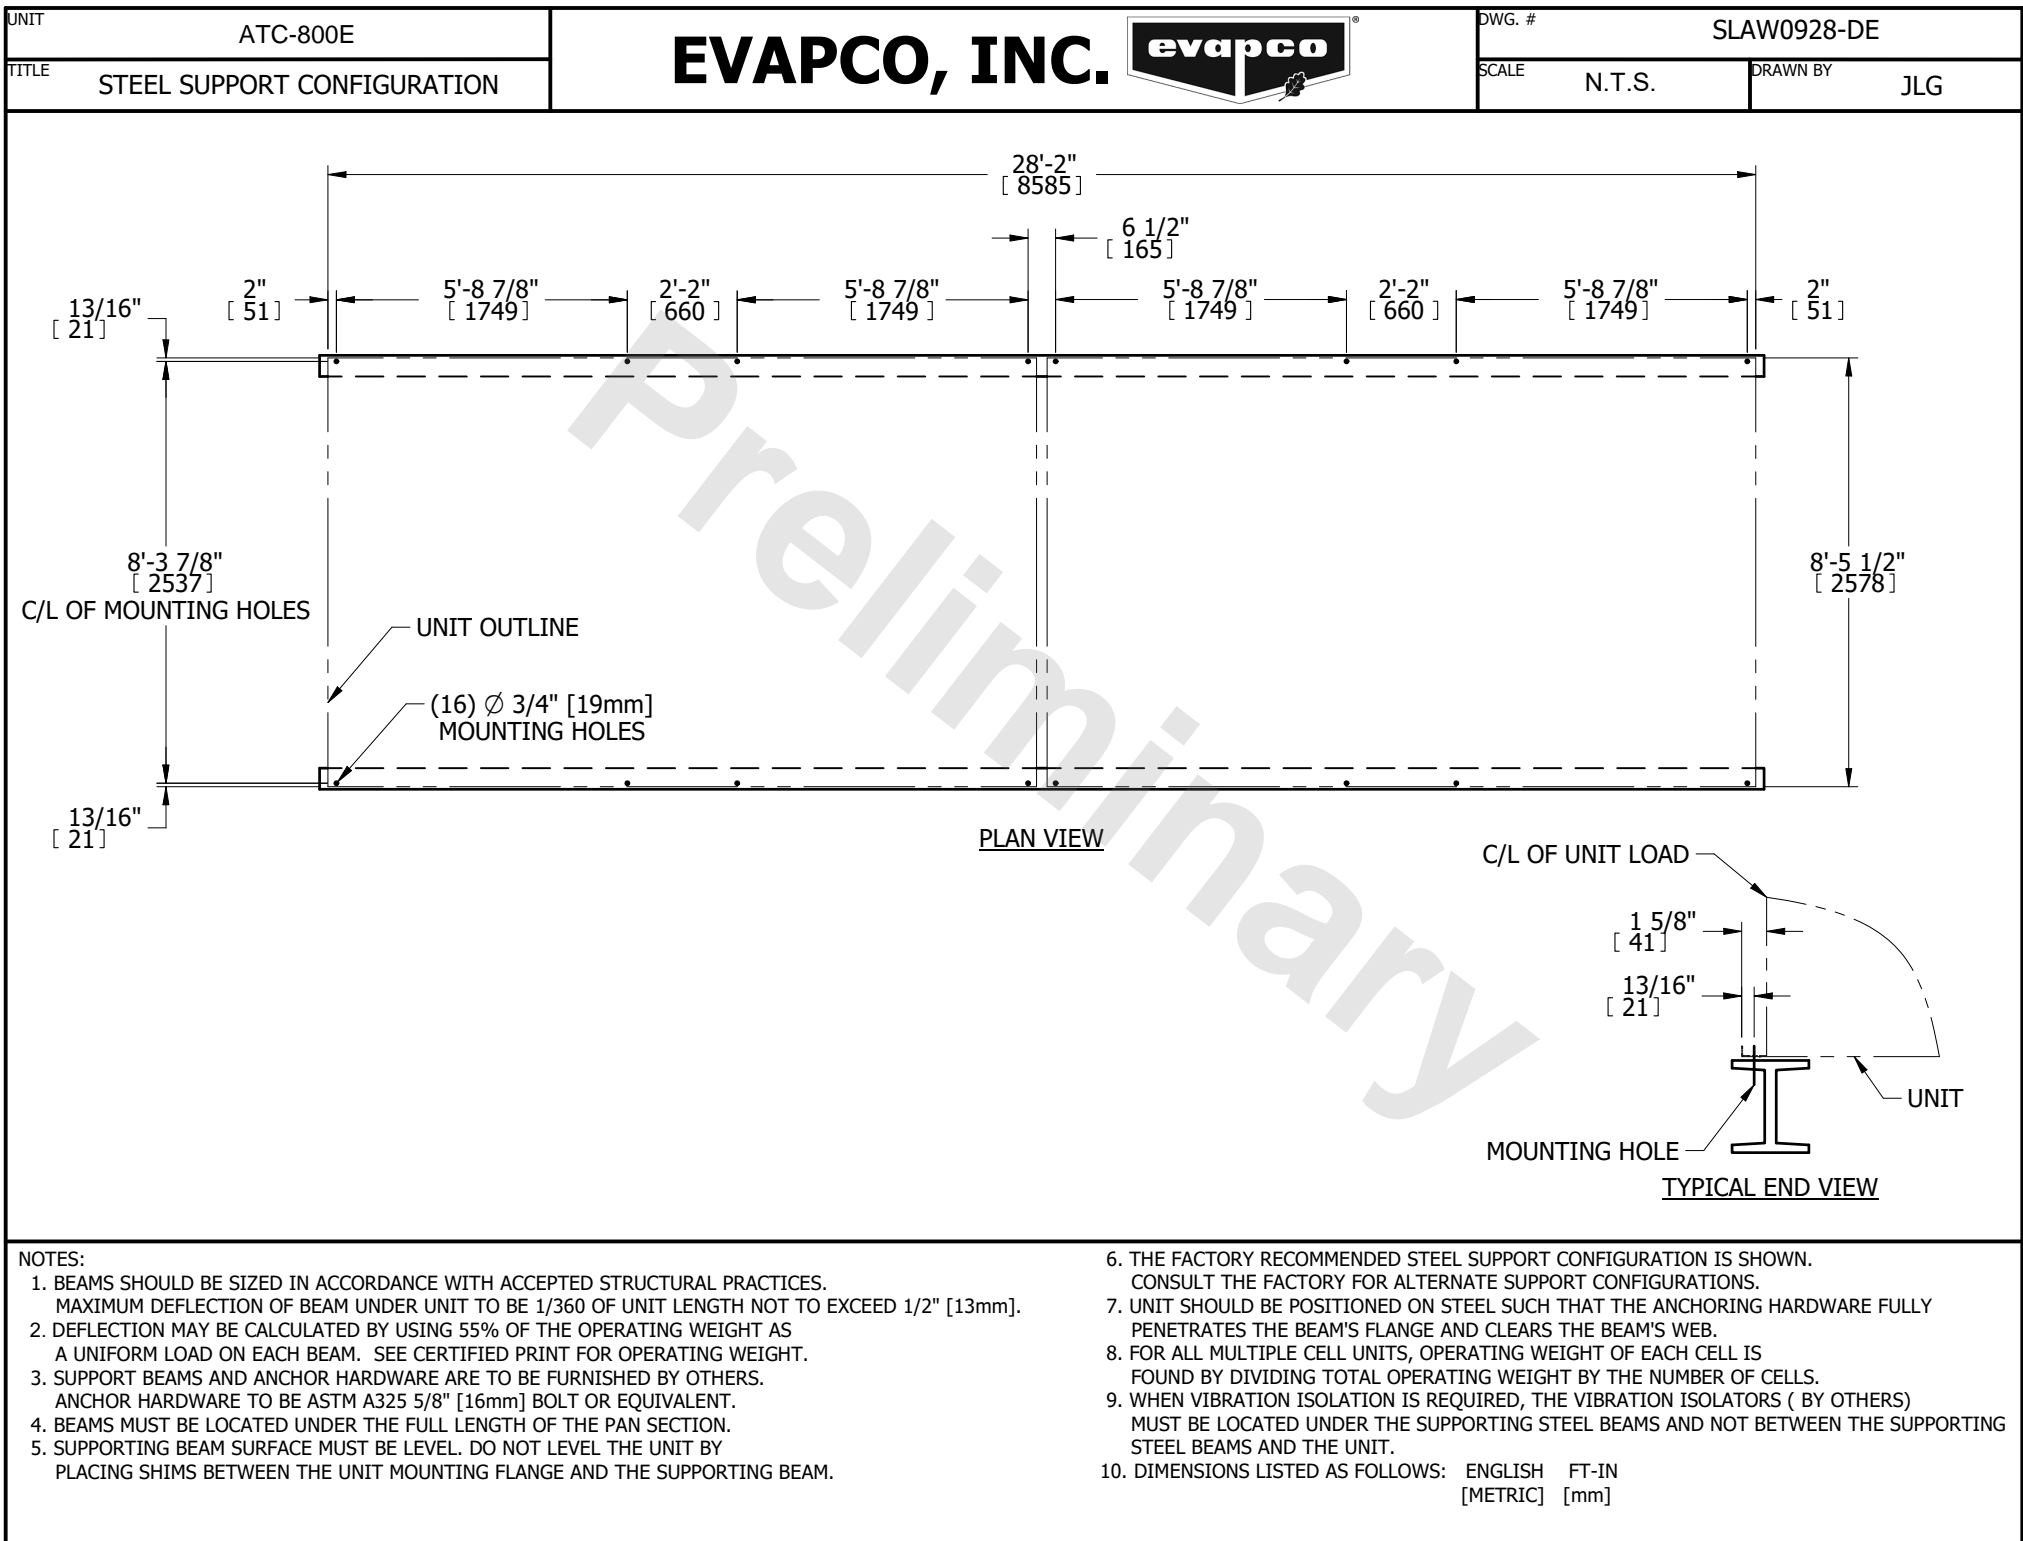 UNIT
ATC-800E
TITLE
STEEL SUPPORT CONFIGURATION
EVAPCO, INC.
evapco®
DWG. #
SLAW0928-DE
SCALE
N.T.S.
DRAWN BY
JLG
28'-2"
[ 8585]
6 1/2"
[ 165]
13/16"
[ 21]
2"
[ 51]
5'-8 7/8"
[ 1749]
2'-2"
[ 660 ]
5'-8 7/8"
[ 1749 ]
5'-8 7/8"
[ 1749 ]
2'-2"
[ 660 ]
5'-8 7/8"
[ 1749]
2"
[ 51]
8'-3 7/8"
[ 2537]
C/L OF MOUNTING HOLES
UNIT OUTLINE
(16) ∅ 3/4" [19mm]
MOUNTING HOLES
8'-5 1/2"
[ 2578]
13/16"
[ 21]
PLAN VIEW
Preliminary
C/L OF UNIT LOAD
1 5/8"
[ 41]
13/16"
[ 21]
UNIT
MOUNTING HOLE
TYPICAL END VIEW
NOTES:
1. BEAMS SHOULD BE SIZED IN ACCORDANCE WITH ACCEPTED STRUCTURAL PRACTICES.
MAXIMUM DEFLECTION OF BEAM UNDER UNIT TO BE 1/360 OF UNIT LENGTH NOT TO EXCEED 1/2" [13mm].
2. DEFLECTION MAY BE CALCULATED BY USING 55% OF THE OPERATING WEIGHT AS
A UNIFORM LOAD ON EACH BEAM. SEE CERTIFIED PRINT FOR OPERATING WEIGHT.
3. SUPPORT BEAMS AND ANCHOR HARDWARE ARE TO BE FURNISHED BY OTHERS.
ANCHOR HARDWARE TO BE ASTM A325 5/8" [16mm] BOLT OR EQUIVALENT.
4. BEAMS MUST BE LOCATED UNDER THE FULL LENGTH OF THE PAN SECTION.
5. SUPPORTING BEAM SURFACE MUST BE LEVEL. DO NOT LEVEL THE UNIT BY
PLACING SHIMS BETWEEN THE UNIT MOUNTING FLANGE AND THE SUPPORTING BEAM.
6. THE FACTORY RECOMMENDED STEEL SUPPORT CONFIGURATION IS SHOWN.
CONSULT THE FACTORY FOR ALTERNATE SUPPORT CONFIGURATIONS.
7. UNIT SHOULD BE POSITIONED ON STEEL SUCH THAT THE ANCHORING HARDWARE FULLY
PENETRATES THE BEAM'S FLANGE AND CLEARS THE BEAM'S WEB.
8. FOR ALL MULTIPLE CELL UNITS, OPERATING WEIGHT OF EACH CELL IS
FOUND BY DIVIDING TOTAL OPERATING WEIGHT BY THE NUMBER OF CELLS.
9. WHEN VIBRATION ISOLATION IS REQUIRED, THE VIBRATION ISOLATORS ( BY OTHERS)
MUST BE LOCATED UNDER THE SUPPORTING STEEL BEAMS AND NOT BETWEEN THE SUPPORTING
STEEL BEAMS AND THE UNIT.
10. DIMENSIONS LISTED AS FOLLOWS: ENGLISH FT-IN
[METRIC] [mm]